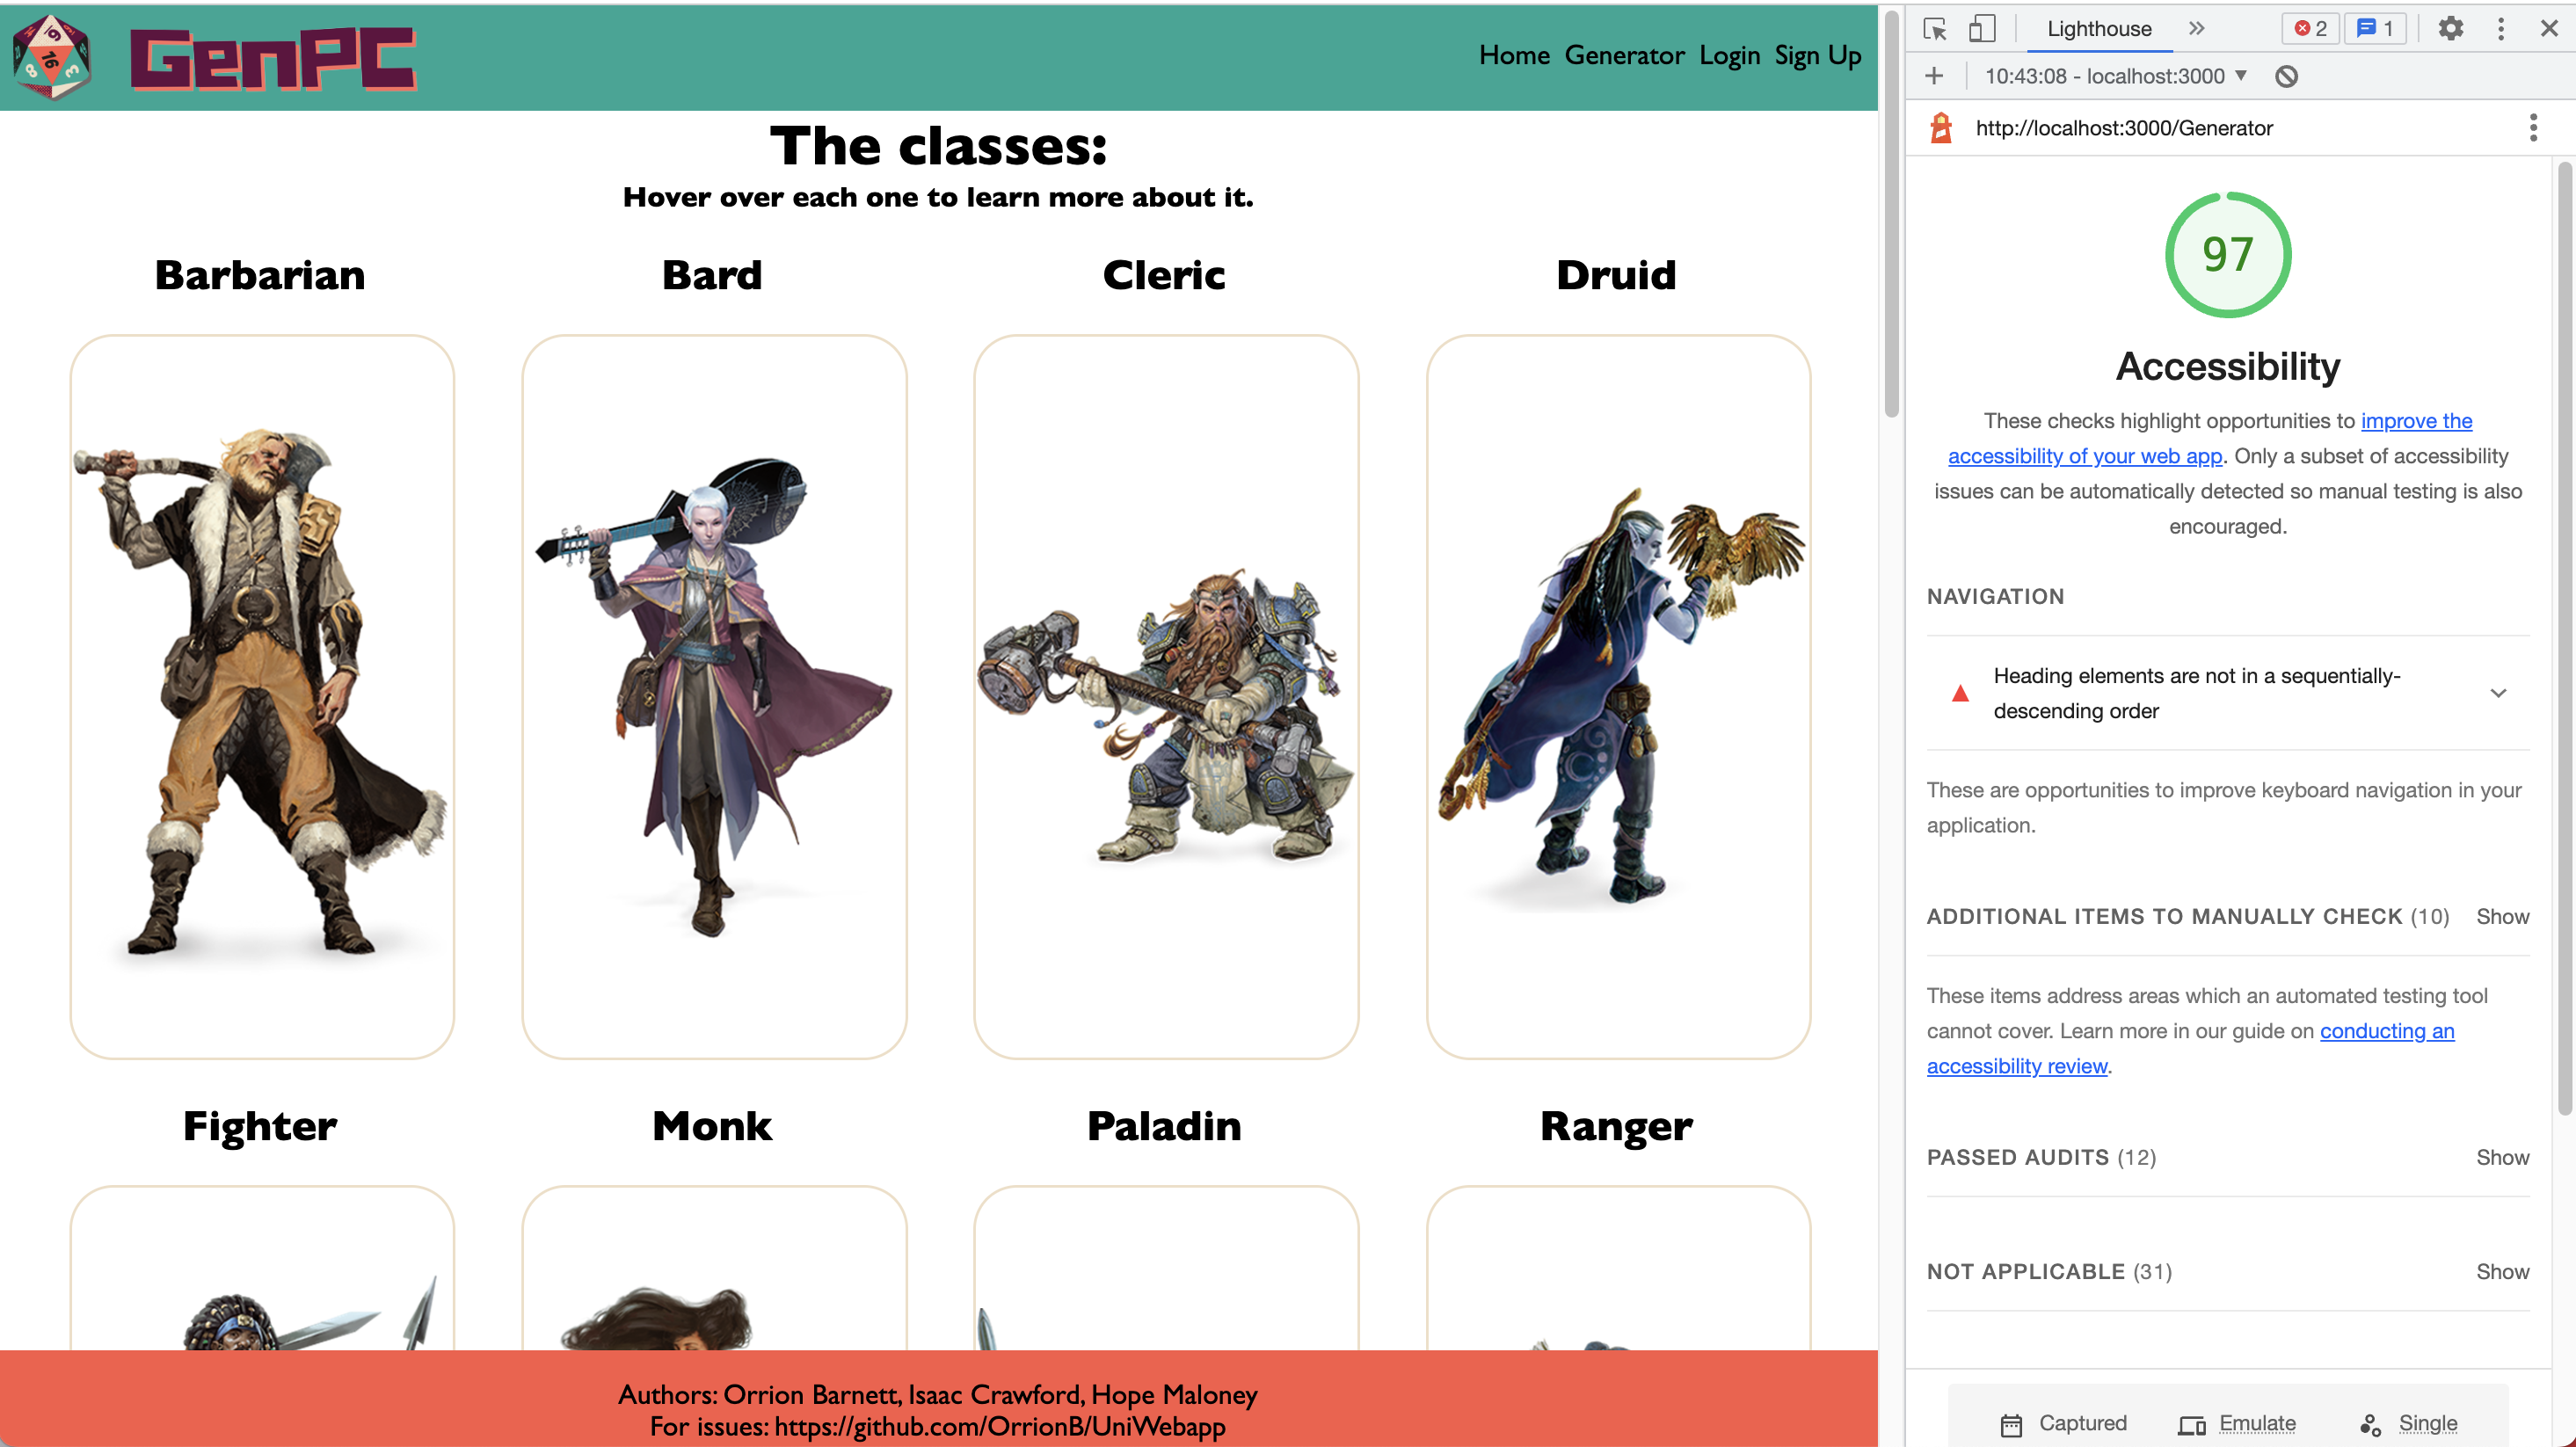 GenPC
Home Generator Login Sign Up
The classes:
Hover over each one to learn more about it.
Barbarian
Bard
Cleric
Druid
Fighter
Monk
Paladin
Ranger
Authors: Orrion Barnett, Isaac Crawford, Hope Maloney
For issues: https://github.com/OrrionB/UniWebapp
Lighthouse
2
1
10:43:08 - localhost:3000
http://localhost:3000/Generator
97
Accessibility
These checks highlight opportunities to improve the
accessibility of your web app. Only a subset of accessibility
issues can be automatically detected so manual testing is also
encouraged.
NAVIGATION
Heading elements are not in a sequentially-
descending order
These are opportunities to improve keyboard navigation in your
application.
ADDITIONAL ITEMS TO MANUALLY CHECK (10) Show
These items address areas which an automated testing tool
cannot cover. Learn more in our guide on conducting an
accessibility review.
PASSED AUDITS (12) Show
NOT APPLICABLE (31) Show
Captured Emulate Single